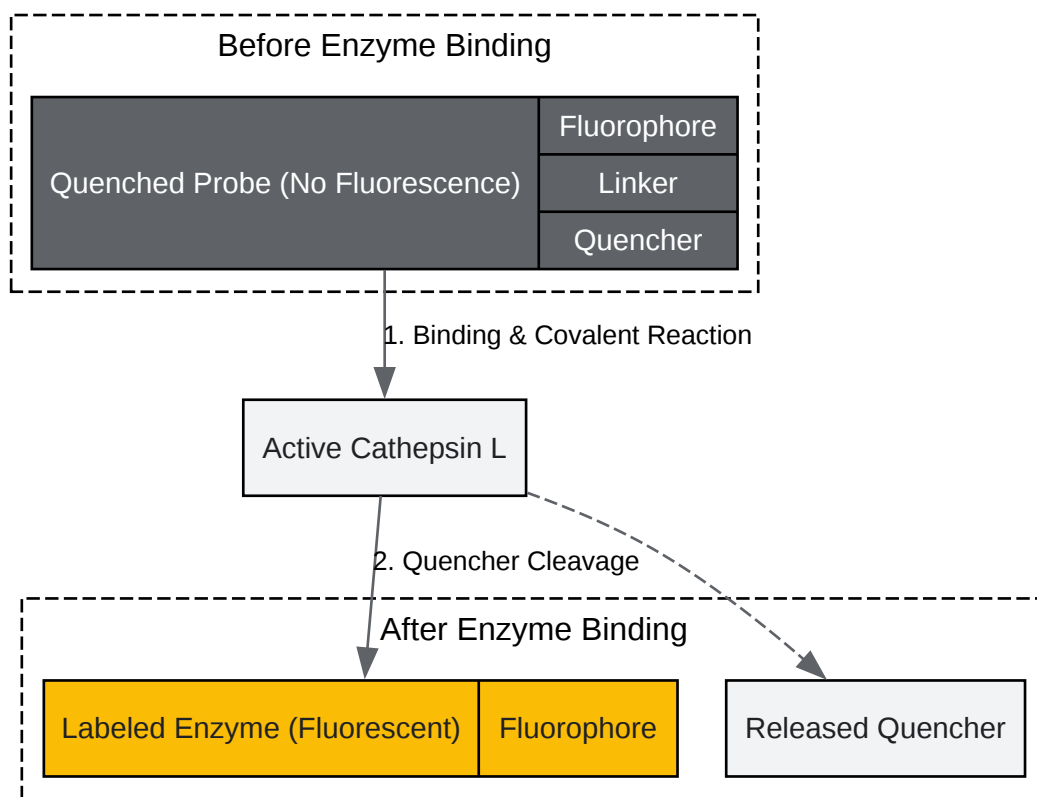 Before Enzyme Binding
Quenched Probe (No Fluorescence)
Fluorophore
Linker
Quencher
1. Binding & Covalent Reaction
Active Cathepsin L
2. Quencher Cleavage
After Enzyme Binding
Labeled Enzyme (Fluorescent)
Fluorophore
Released Quencher